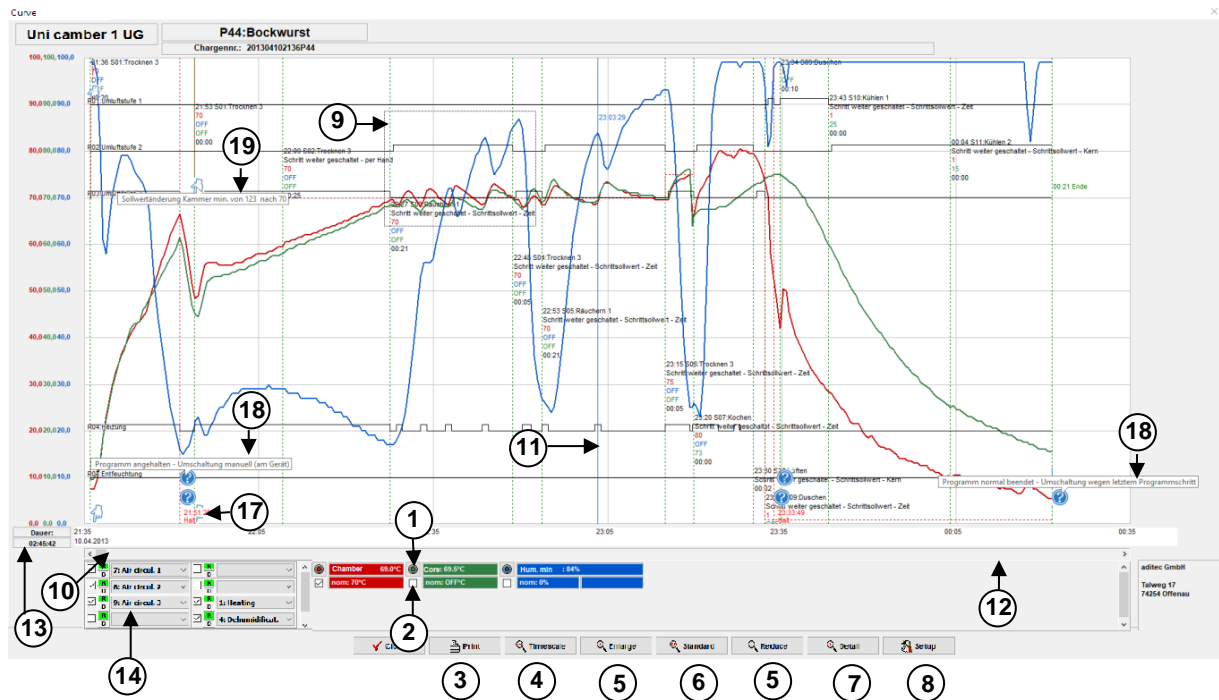 Curve
Uni camber 1 UG
P44:Bockwurst
Chargennr.: 201304102136P44
100,100,100,0
90,090,090,0
80,080,080,0
70,070,070,0
60,060,060,0
50,050,050,0
40,040,040,0
30,030,030,0
20,020,020,0
10,010,010,0
0,0 0,0 0,0
21:36 S01:Trocknen 3
70
OFF
R01 Umluftstufe 1
21:53 S01:Trocknen 3
70
OFF
OFF
00:00
R02 Umluftstufe 2
22:09 S02:Trocknen 3
Schritt weiter geschaltet - per Hand
70
OFF
OFF
9
19
Sollwertänderung Kammer min. von 123 nach 70
Schritt weiter geschaltet - Schrittsollwert - Zeit
70
OFF
OFF
00:21
22:48 S04:Trocknen 3
Schritt weiter geschaltet - Schrittsollwert - Zeit
70
OFF
OFF
00:05
22:53 S05:Räuchern 1
Schritt weiter geschaltet - Schrittsollwert - Zeit
70
OFF
OFF
00:21
23:03:29
23:15 S06:Trocknen 3
Schritt weiter geschaltet - Schrittsollwert - Zeit
75
OFF
OFF
00:05
23:20 S07:Kochen
Schritt weiter geschaltet - Schrittsollwert - Zeit
80
OFF
73
00:00
Schritt weiter geschaltet - Schrittsollwert - Kern
23:34 S09:Duschen
OFF
00:10
23:43 S10:Kühlen 1
Schritt weiter geschaltet - Schrittsollwert - Zeit
1
25
00:00
00:04 S11:Kühlen 2
Schritt weiter geschaltet - Schrittsollwert - Kern
1
15
00:00
00:21 Ende
R04 Heizung
18
11
18
Programm angehalten - Umschaltung manuell (am Gerät)
Entfeuchtung
Programm normal beendet - Umschaltung wegen letztem Programmschritt
17
Halt
23:33:49
Halt
1
Dauer:
02:45:42
21:35
22:05
23:05
23:35
00:05
00:35
10.04.2013
10
13
14
7: Air circul. 1
8: Air circul. 2
9: Air circul. 3
1: Heating
4: Dehumidificat.
R
D
Chamber 69.0°C
Core: 69.5°C
Hum. min : 84%
nom: 70°C
nom: OFF°C
nom: 0%
2
12
aditec GmbH
Talweg 17
74254 Offenau
Print
Timescale
Enlarge
Standard
Reduce
Detail
Setup
3
4
5
6
5
7
8